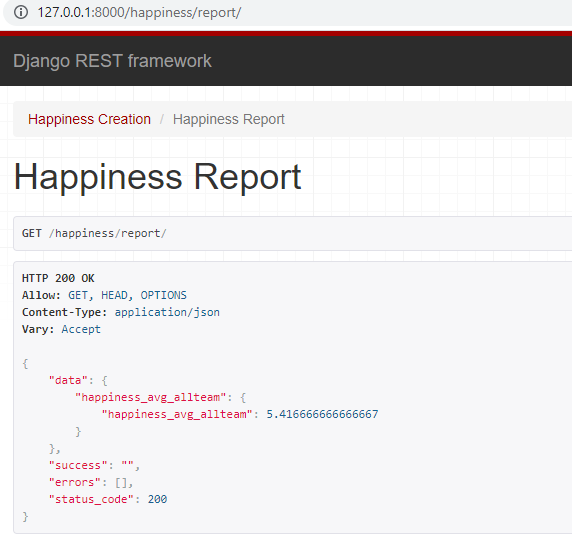 127.0.0.1:8000/happiness/report/
Django REST framework
Happiness Creation / Happiness Report
Happiness Report
GET /happiness/report/
HTTP 200 OK
Allow: GET, HEAD, OPTIONS
Content-Type: application/json
Vary: Accept
{
    "data": {
        "happiness_avg_allteam": {
            "happiness_avg_allteam": 5.416666666666667
        }
    },
    "success": "",
    "errors": [],
    "status_code": 200
}